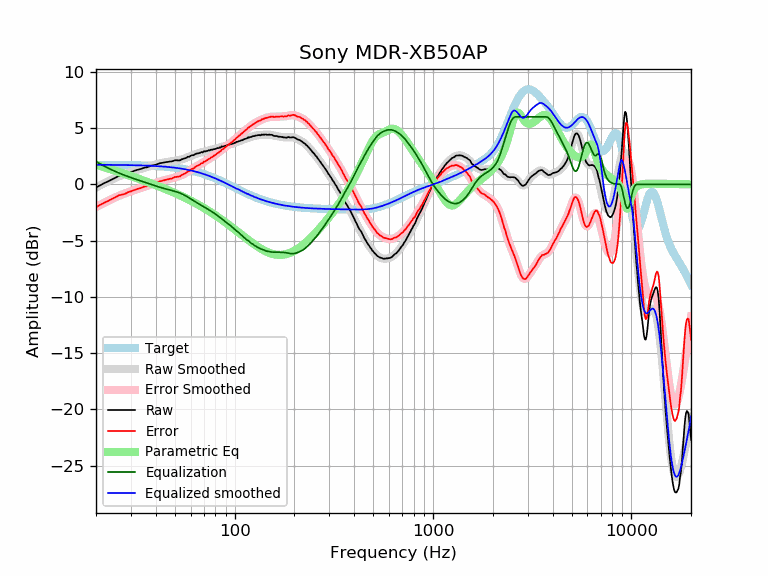 Sony MDR-XB50AP
10
5
0
−5
−10
−15
−20
−25
Amplitude (dBr)
Target
Raw Smoothed
Error Smoothed
Raw
Error
Parametric Eq
Equalization
Equalized smoothed
100
1000
10000
Frequency (Hz)